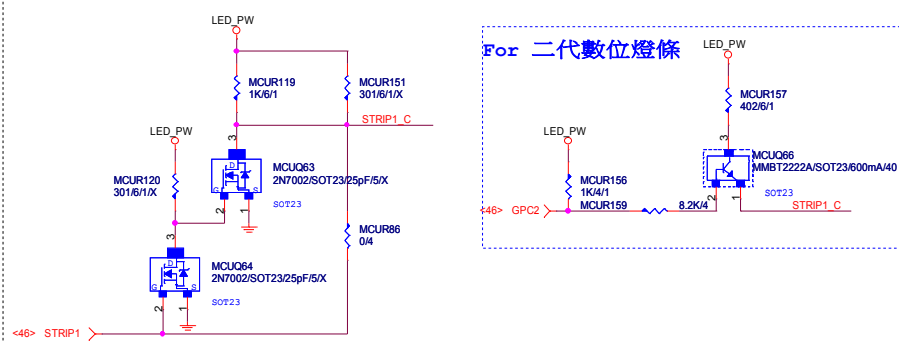 LED_PW
MCUR119
1K/6/1
MCUR151
301/6/1/X
STRIP1_C
LED_PW
3
D
G
S
MCUQ63
2N7002/SOT23/25pF/5/X
SOT23
MCUR120
301/6/1/X
2
1
3
MCUR86
0/4
D
G
S
MCUQ64
2N7002/SOT23/25pF/5/X
SOT23
2
1
<46> STRIP1
For 二代數位燈條
LED_PW
MCUR157
402/6/1
LED_PW
3
MCUQ66
MMBT2222A/SOT23/600mA/40
SOT23
MCUR156
1K/4/1
MCUR159
8.2K/4
2
1
<46> GPC2
STRIP1_C